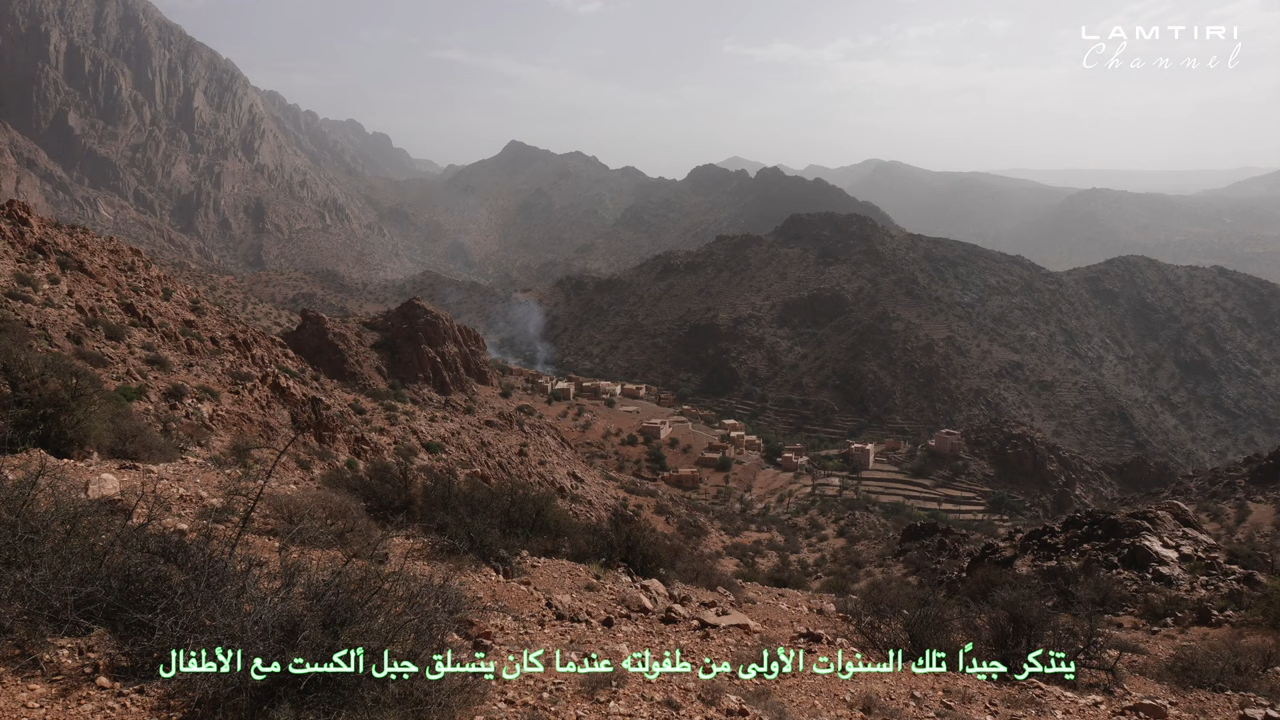 LAMTIRI
Channel
يتذكر جيدًا تلك السنوات الأولى من طفولته عندما كان يتسلق جبل ألكست مع الأطفال